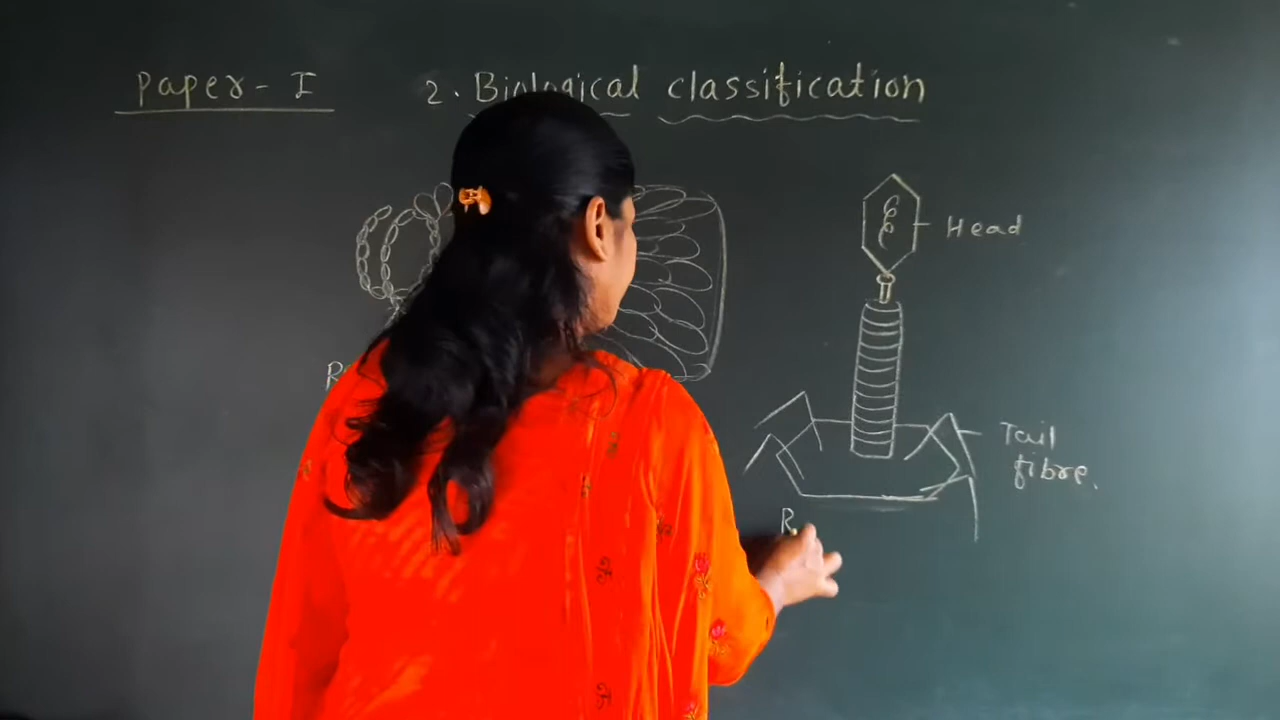 Paper - I
2. Biological classification
Head
Tail
fibre.
R
R